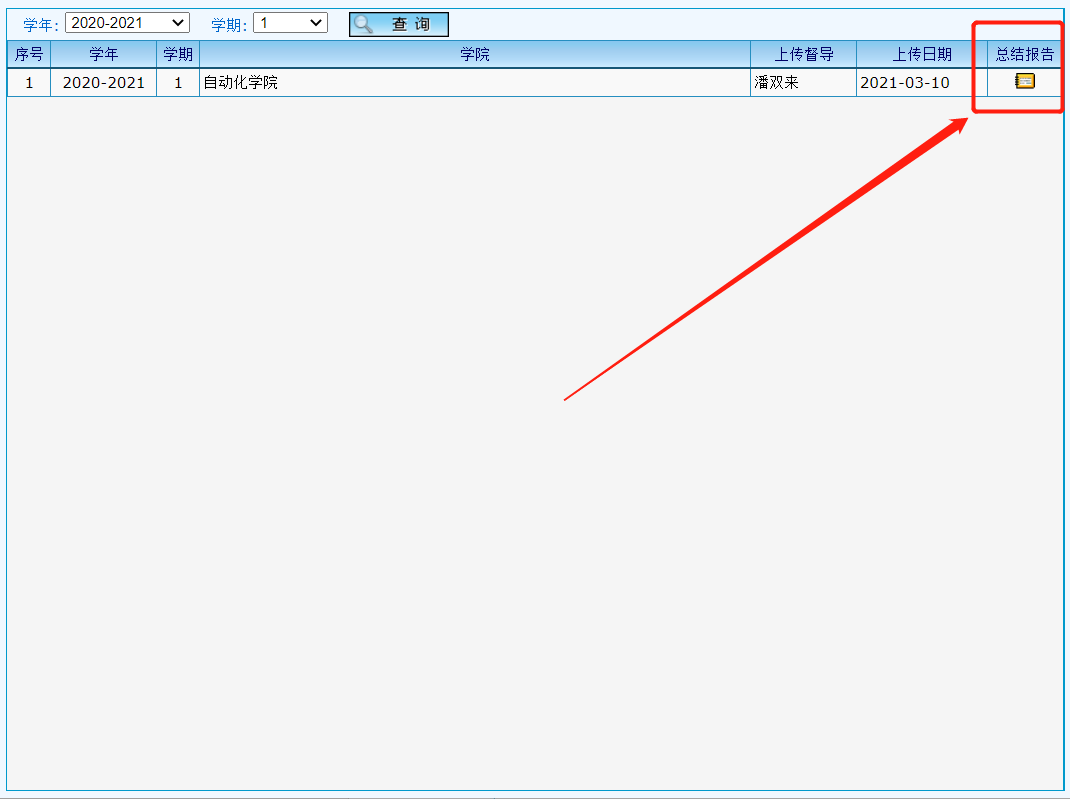 学年: 2020-2021 学期: 1 查 询
序号 学年 学期 学院 上传督导 上传日期 总结报告
1 2020-2021 1 自动化学院 潘双来 2021-03-10